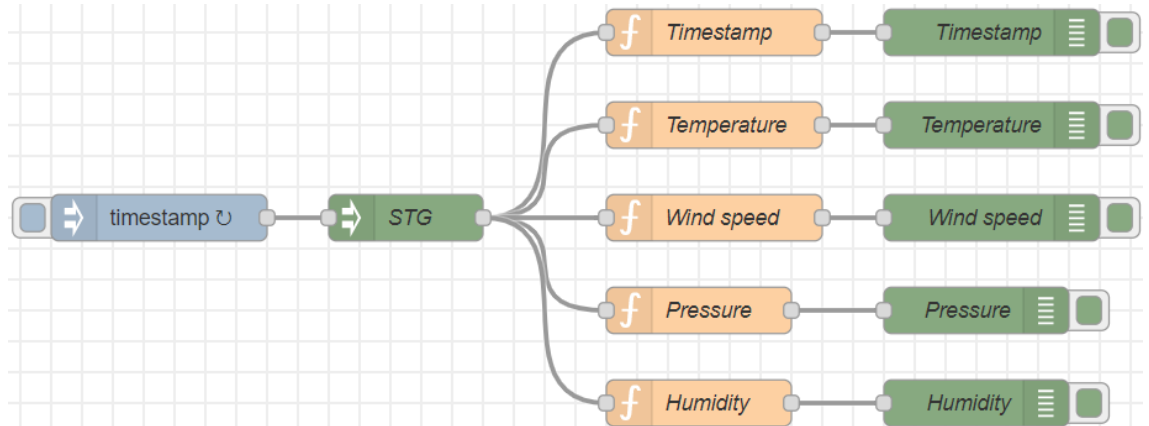 Timestamp Timestamp
Temperature Temperature
timestamp ↻ STG Wind speed Wind speed
Pressure Pressure
Humidity Humidity